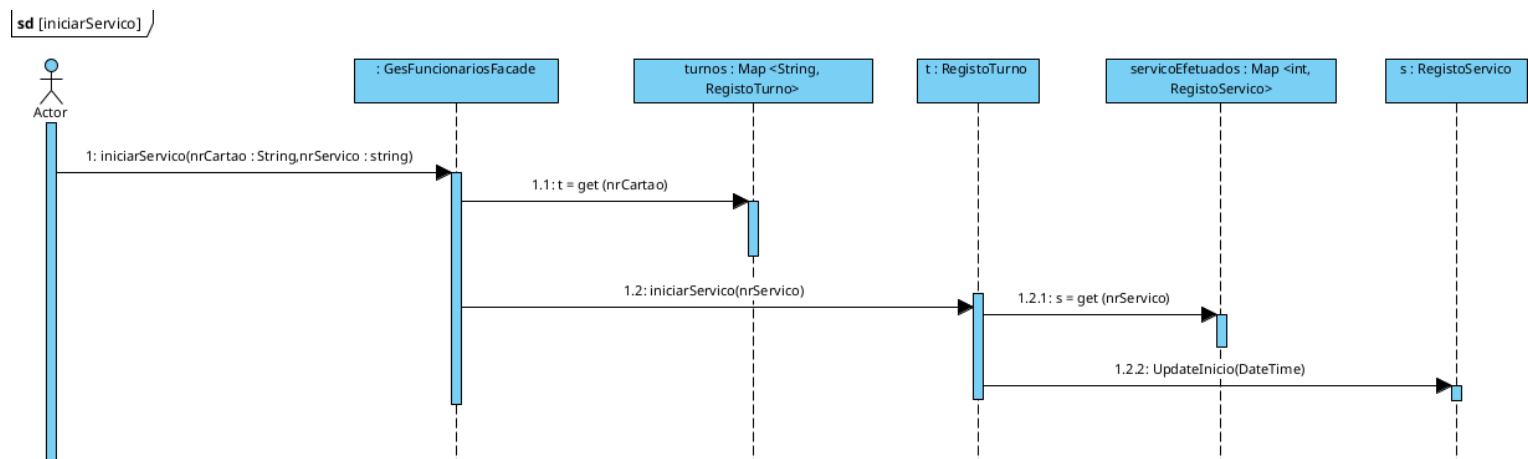 sd [iniciarServico]
Actor
: GesFuncionariosFacade
turnos : Map <String,
RegistoTurno>
t : RegistoTurno
servicoEfetuados : Map <int,
RegistoServico>
s : RegistoServico
1: iniciarServico(nrCartao : String,nrServico : string)
1.1: t = get (nrCartao)
1.2: iniciarServico(nrServico)
1.2.1: s = get (nrServico)
1.2.2: UpdateInicio(DateTime)